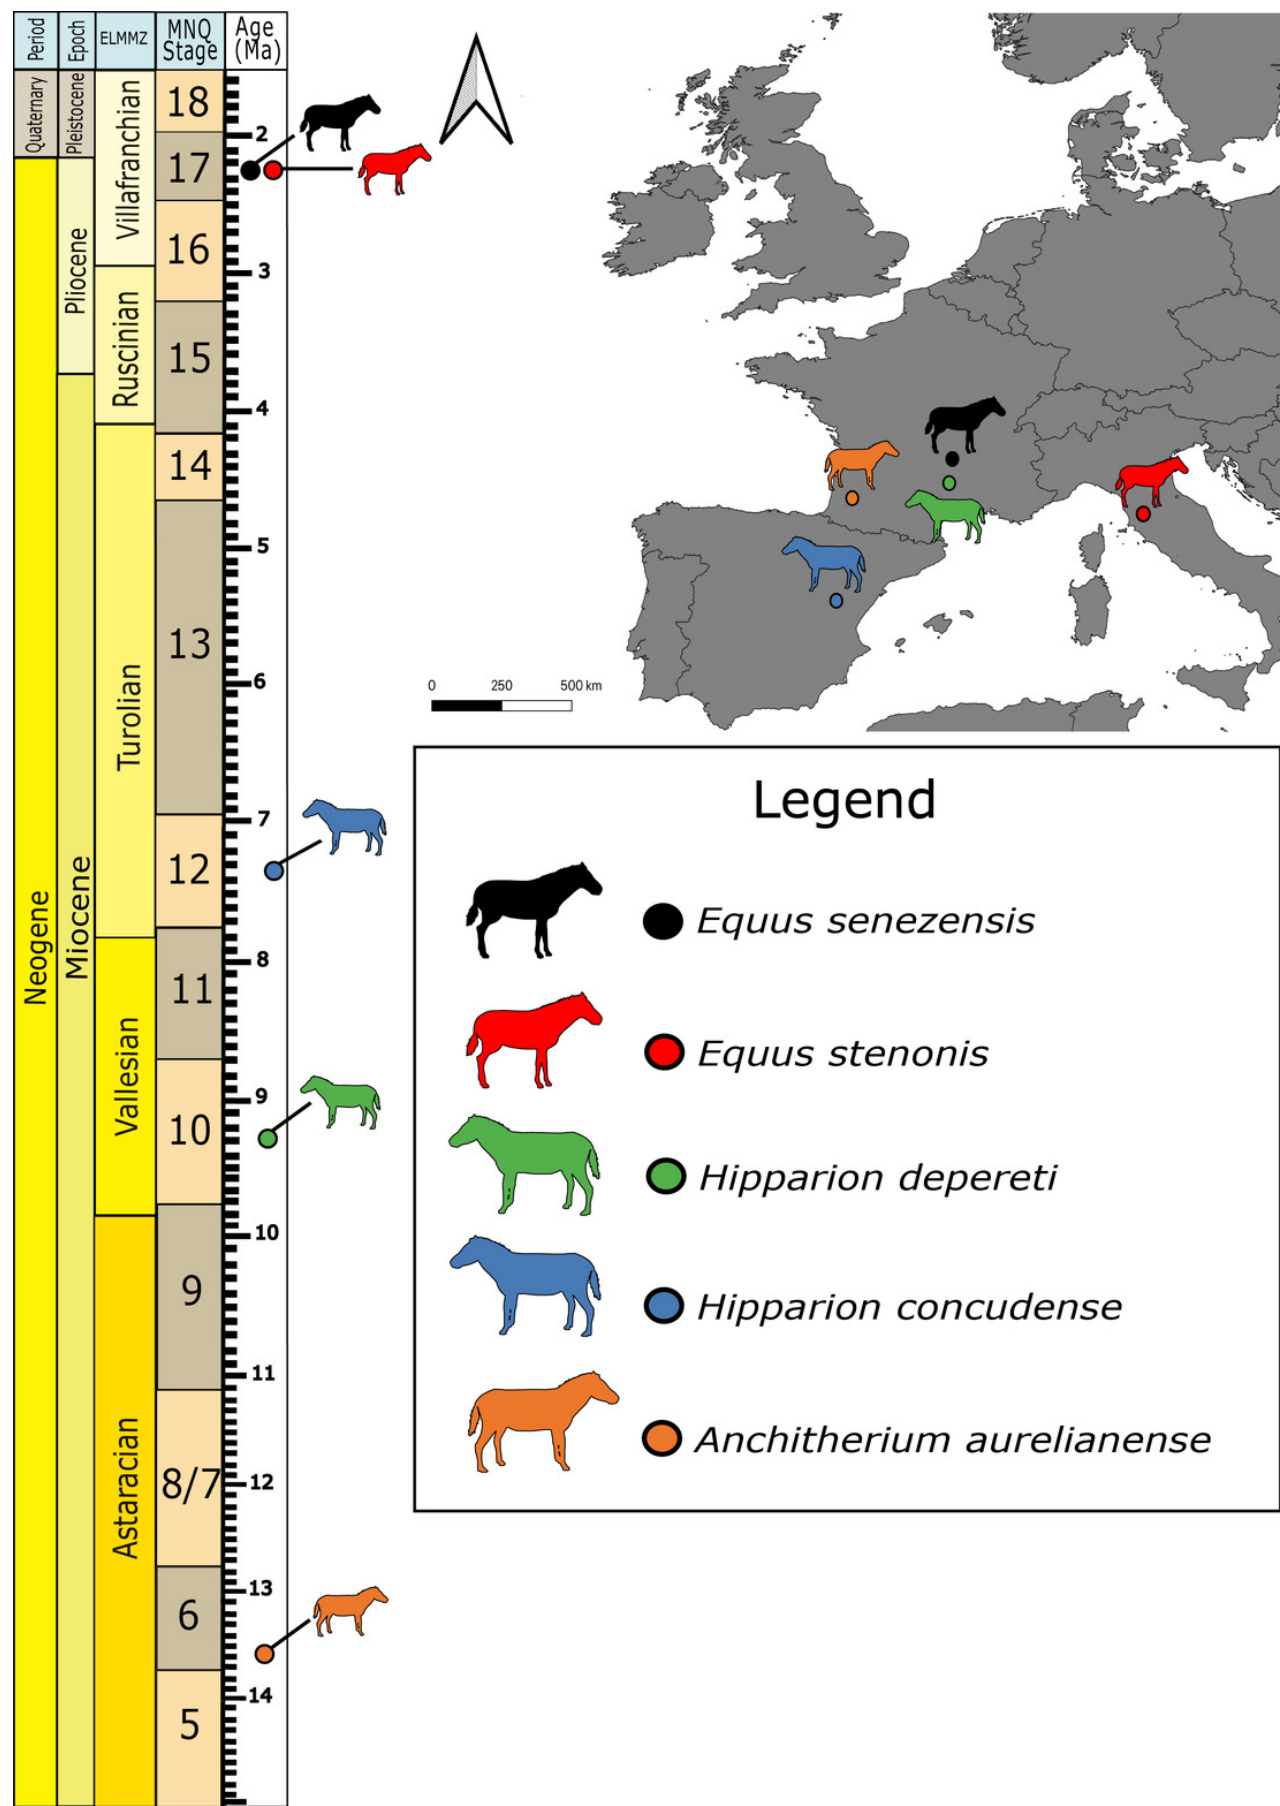 Period
Epoch
ELMMZ
MNQ
Stage
Age
(Ma)
Quaternary
Neogene
Pleistocene
Pliocene
Miocene
Villafranchian
Ruscinian
Turolian
Vallesian
Astaracian
18
17
16
15
14
13
12
11
10
9
8/7
6
5
2
3
4
5
6
7
8
9
10
11
12
13
14
0 250 500 km
Legend
Equus senezensis
Equus stenonis
Hipparion depereti
Hipparion concudense
Anchitherium aurelianense